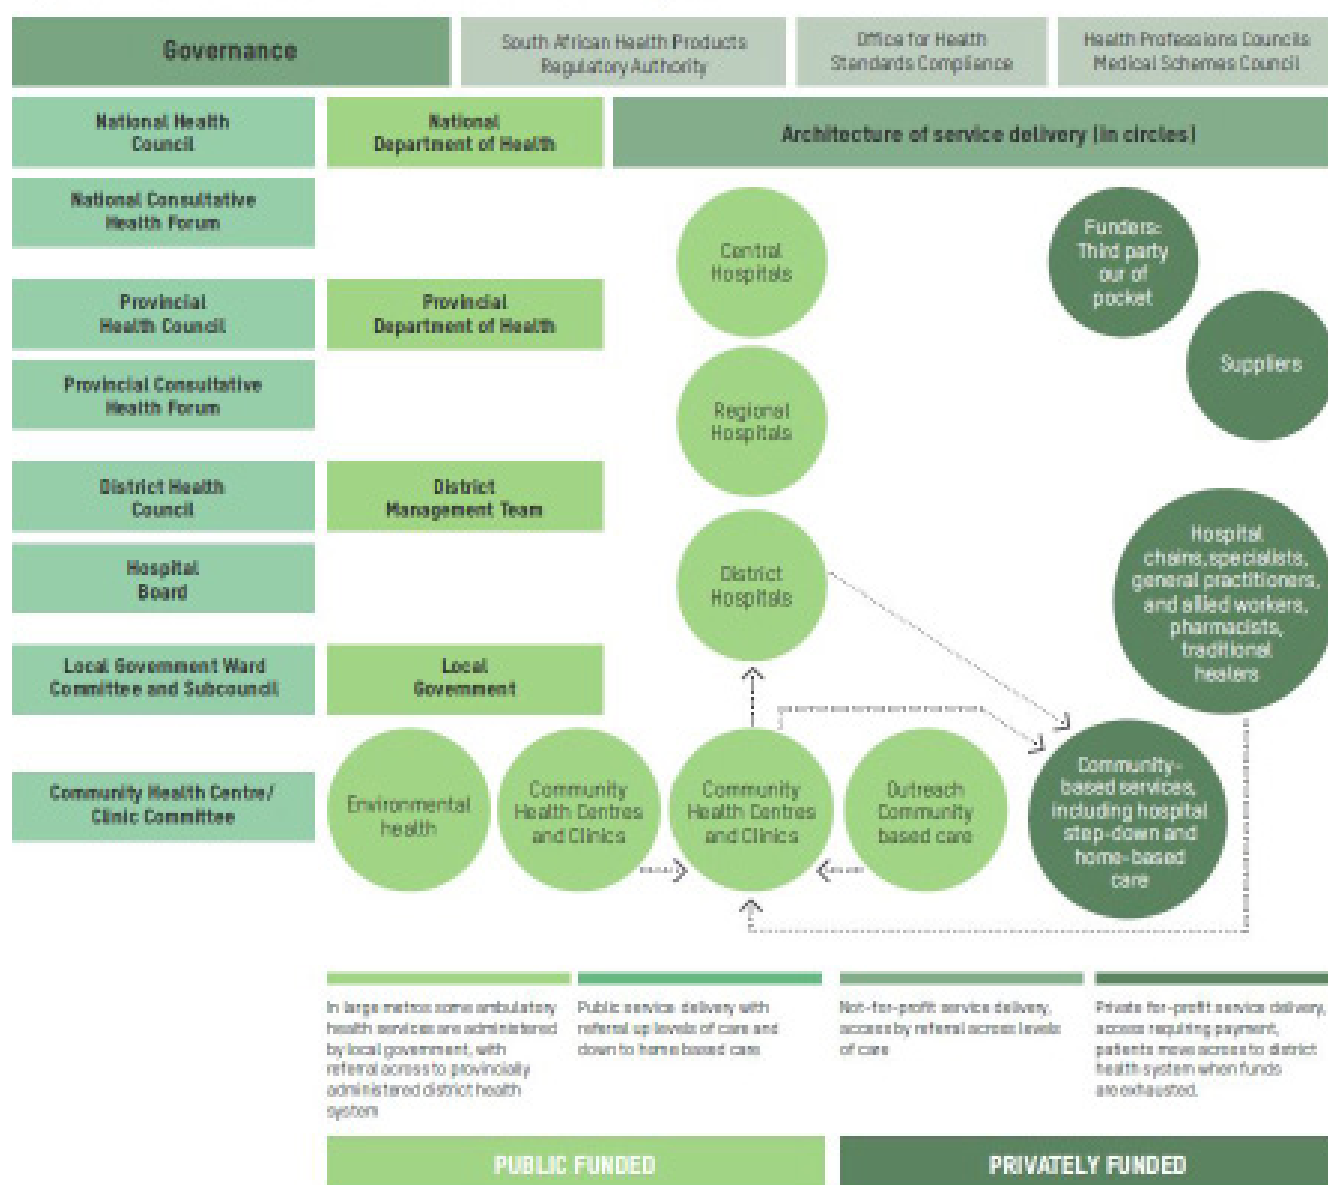 Governance
South African Health Products
Regulatory Authority
Office for Health
Standards Compliance
Health Professions Councils
Medical Schemes Council
National Health
Council
National
Department of Health
Architecture of service delivery (in circles)
National Consultative
Health Forum
Central
Hospitals
Funders:
Third party
our of
pocket
Provincial
Health Council
Provincial
Department of Health
Suppliers
Provincial Consultative
Health Forum
Regional
Hospitals
District Health
Council
District
Management Team
Hospital
Board
District
Hospitals
Hospital
chains, specialists,
general practitioners,
and allied workers,
pharmacists,
traditional
healers
Local Government Ward
Committee and Subcouncil
Local
Government
Community Health Centre/
Clinic Committee
Environmental
health
Community
Health Centres
and Clinics
Community
Health Centres
and Clinics
Outreach
Community
based care
Community-
based services,
including hospital
step-down and
home-based
care
In large metros some ambulatory
health services are administered
by local government, with
referral across to provincially
administered district health
system
Public service delivery with
referral up levels of care and
down to home based care
Not-for-profit service delivery,
access by referral across levels
of care
Private for-profit service delivery,
access requiring payment,
patients move across to district
health system when funds
are exhausted.
PUBLIC FUNDED
PRIVATELY FUNDED